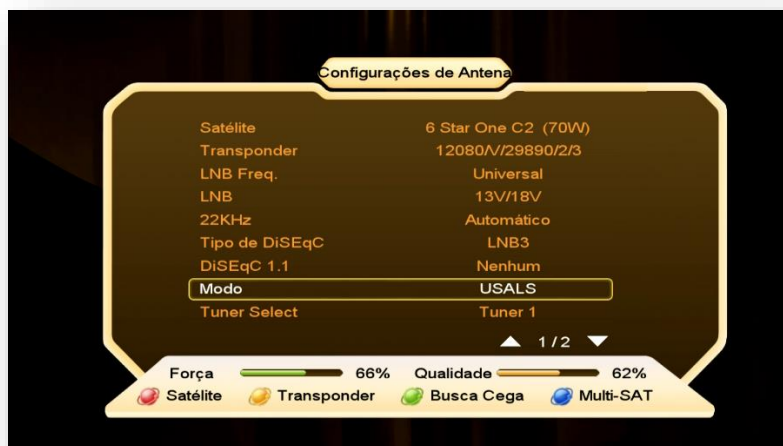 Configurações de Antena
Satélite 6 Star One C2 (70W)
Transponder 12080/V/29890/2/3
LNB Freq. Universal
LNB 13V/18V
22KHz Automático
Tipo de DiSEqC LNB3
DiSEqC 1.1 Nenhum
Modo USALS
Tuner Select Tuner 1
1/2
Força 66% Qualidade 62%
Satélite Transponder Busca Cega Multi-SAT